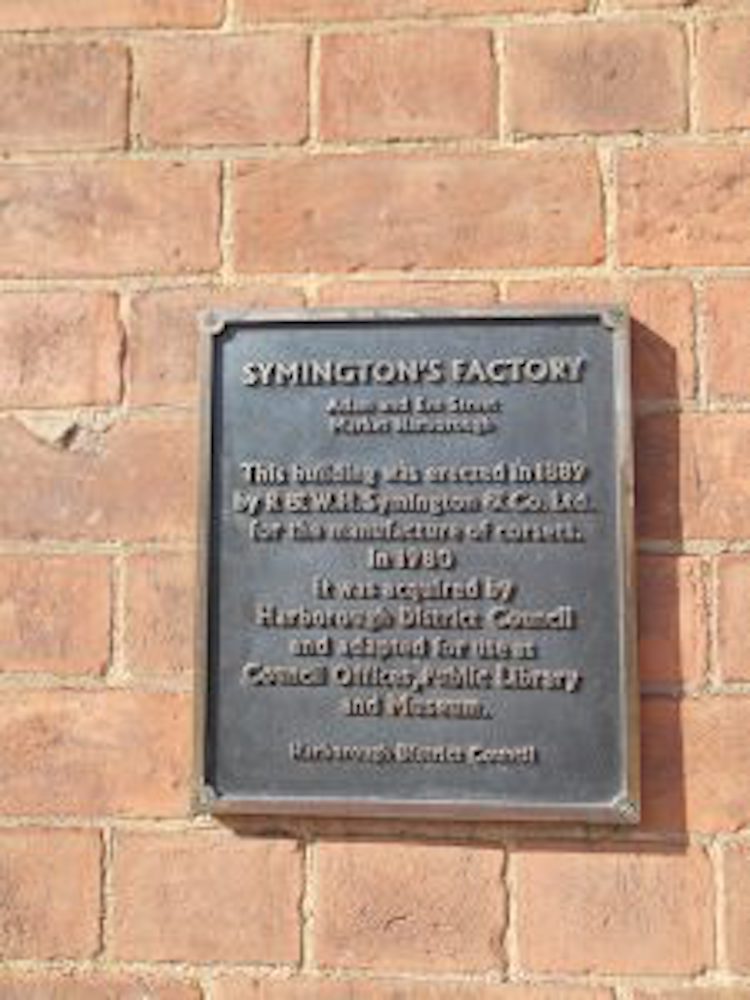 SYMINGTON'S FACTORY
Adam and Eve Street
Market Harborough
This building was erected in 1889
by R & W.H. Symington & Co. Ltd.
for the manufacture of corsets.
In 1980
it was acquired by
Harborough District Council
and adapted for use as
Council Offices, Public Library
and Museum.
Harborough District Council